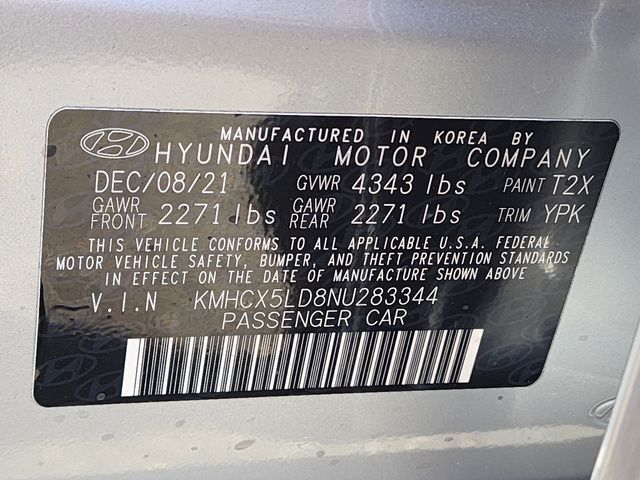 MANUFACTURED IN KOREA BY
HYUNDAI MOTOR COMPANY
DEC/08/21 GVWR 4343 lbs PAINT T2X
GAWR FRONT 2271 lbs GAWR REAR 2271 lbs TRIM YPK
THIS VEHICLE CONFORMS TO ALL APPLICABLE U.S.A. FEDERAL
MOTOR VEHICLE SAFETY, BUMPER, AND THEFT PREVENTION STANDARDS
IN EFFECT ON THE DATE OF MANUFACTURE SHOWN ABOVE
V.I.N KMHCX5LD8NU283344
PASSENGER CAR